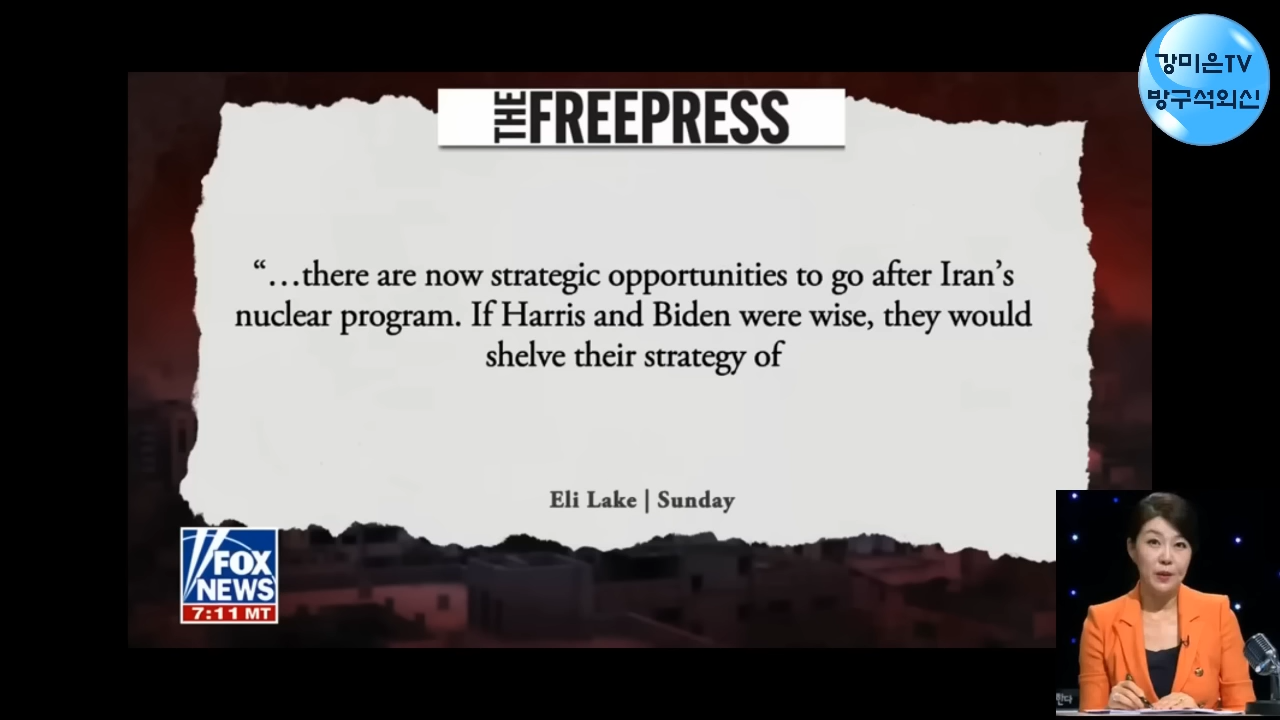 강미은TV
방구석외신
THE FREEPRESS
“…there are now strategic opportunities to go after Iran’s
nuclear program. If Harris and Biden were wise, they would
shelve their strategy of
Eli Lake | Sunday
FOX
NEWS
7:11 MT